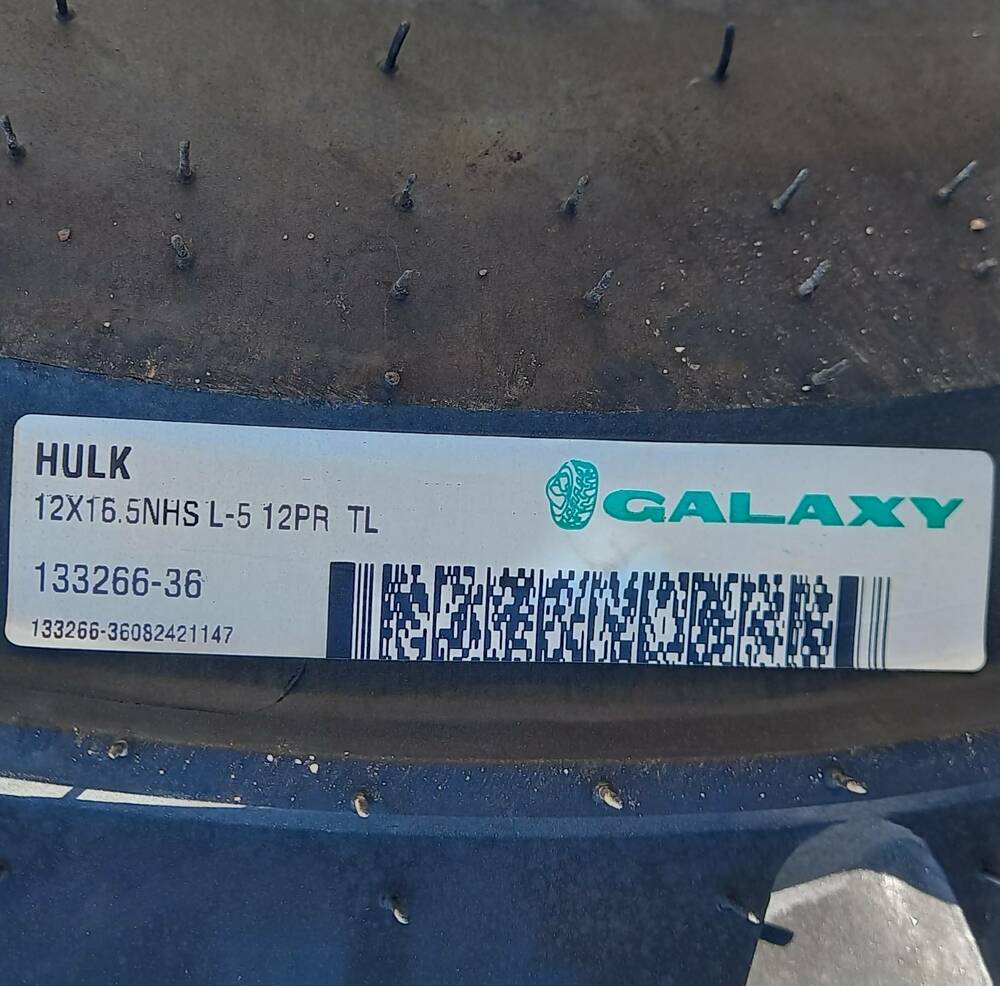 HULK
12X16.5NHS L-5 12PR TL
GALAXY
133266-36
133266-36082421147